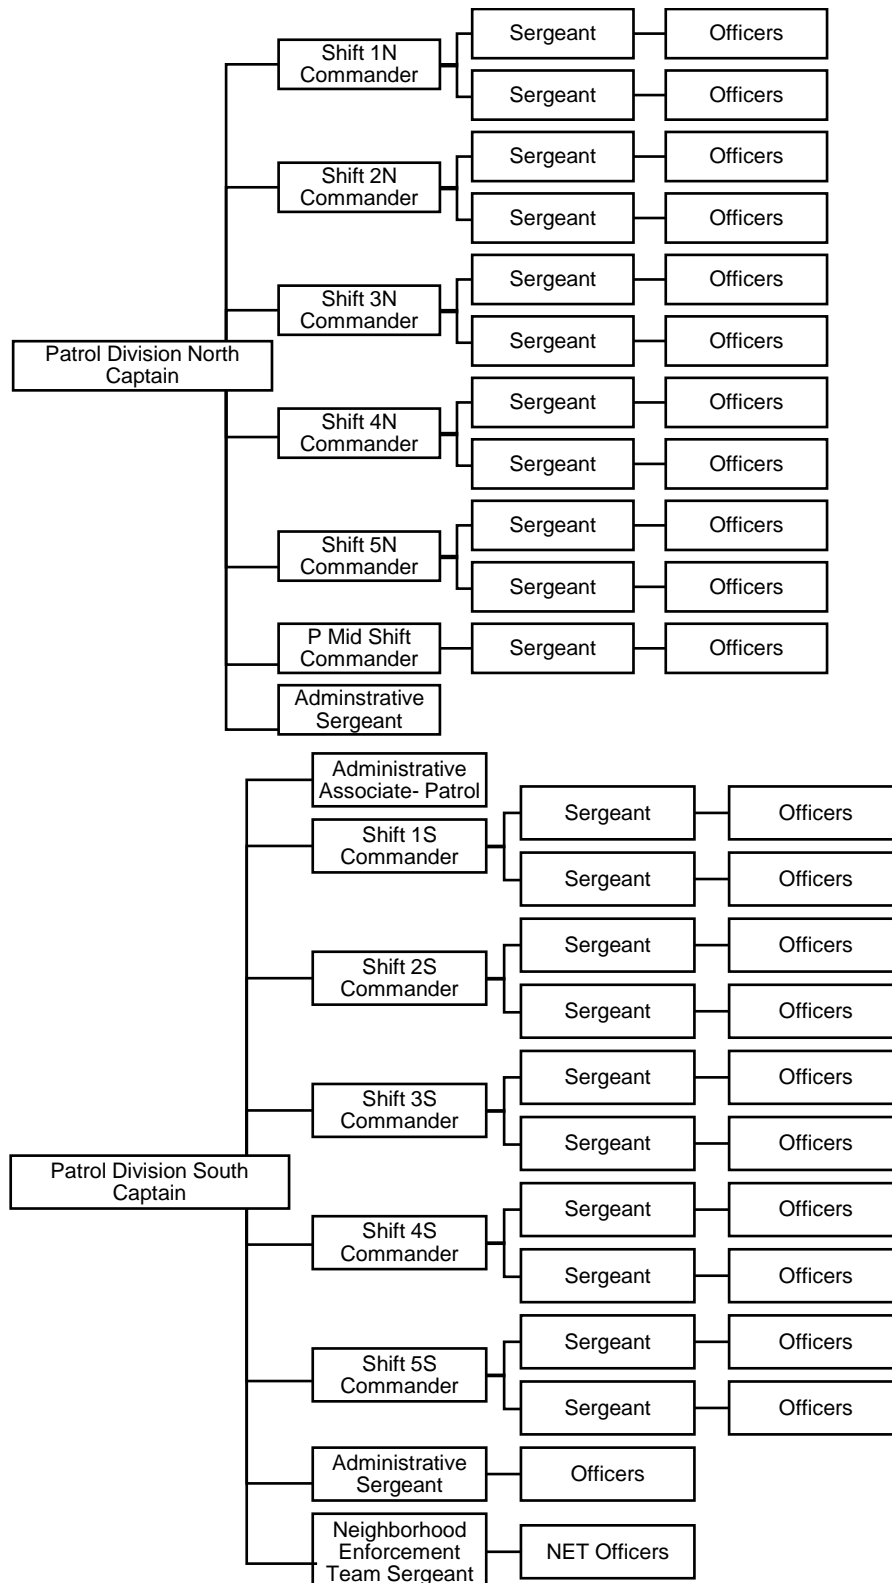 Shift 1N
Commander
Sergeant
Officers
Sergeant
Officers
Shift 2N
Commander
Sergeant
Officers
Sergeant
Officers
Shift 3N
Commander
Sergeant
Officers
Sergeant
Officers
Patrol Division North
Captain
Shift 4N
Commander
Sergeant
Officers
Sergeant
Officers
Shift 5N
Commander
Sergeant
Officers
Sergeant
Officers
P Mid Shift
Commander
Sergeant
Officers
Adminstrative
Sergeant
Administrative
Associate- Patrol
Shift 1S
Commander
Sergeant
Officers
Sergeant
Officers
Shift 2S
Commander
Sergeant
Officers
Sergeant
Officers
Shift 3S
Commander
Sergeant
Officers
Sergeant
Officers
Patrol Division South
Captain
Shift 4S
Commander
Sergeant
Officers
Sergeant
Officers
Shift 5S
Commander
Sergeant
Officers
Sergeant
Officers
Administrative
Sergeant
Officers
Neighborhood
Enforcement
Team Sergeant
NET Officers